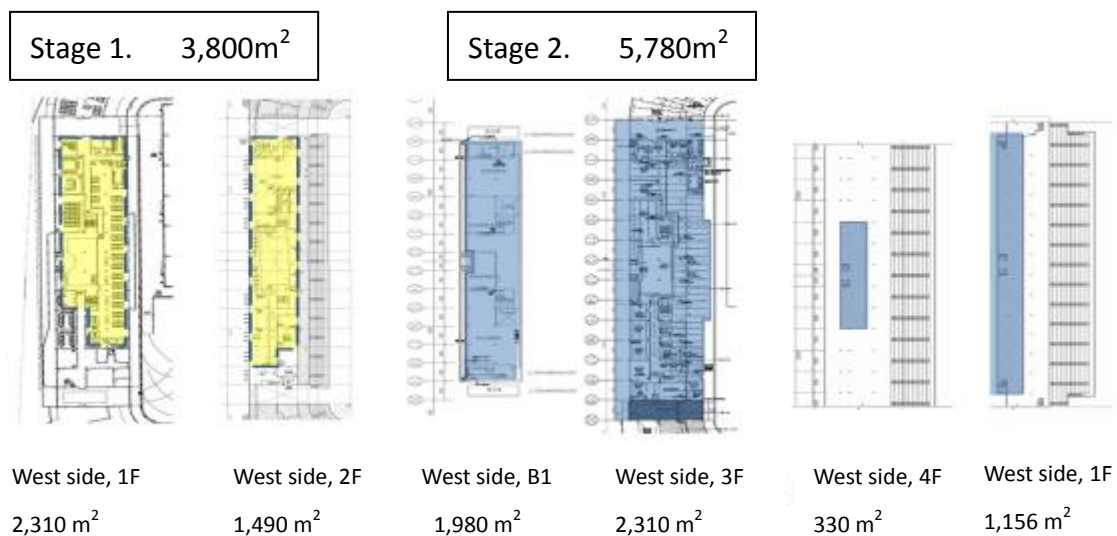 Stage 1. 3,800m²
Stage 2. 5,780m²
West side, 1F
2,310 m²
West side, 2F
1,490 m²
West side, B1
1,980 m²
West side, 3F
2,310 m²
West side, 4F
330 m²
West side, 1F
1,156 m²